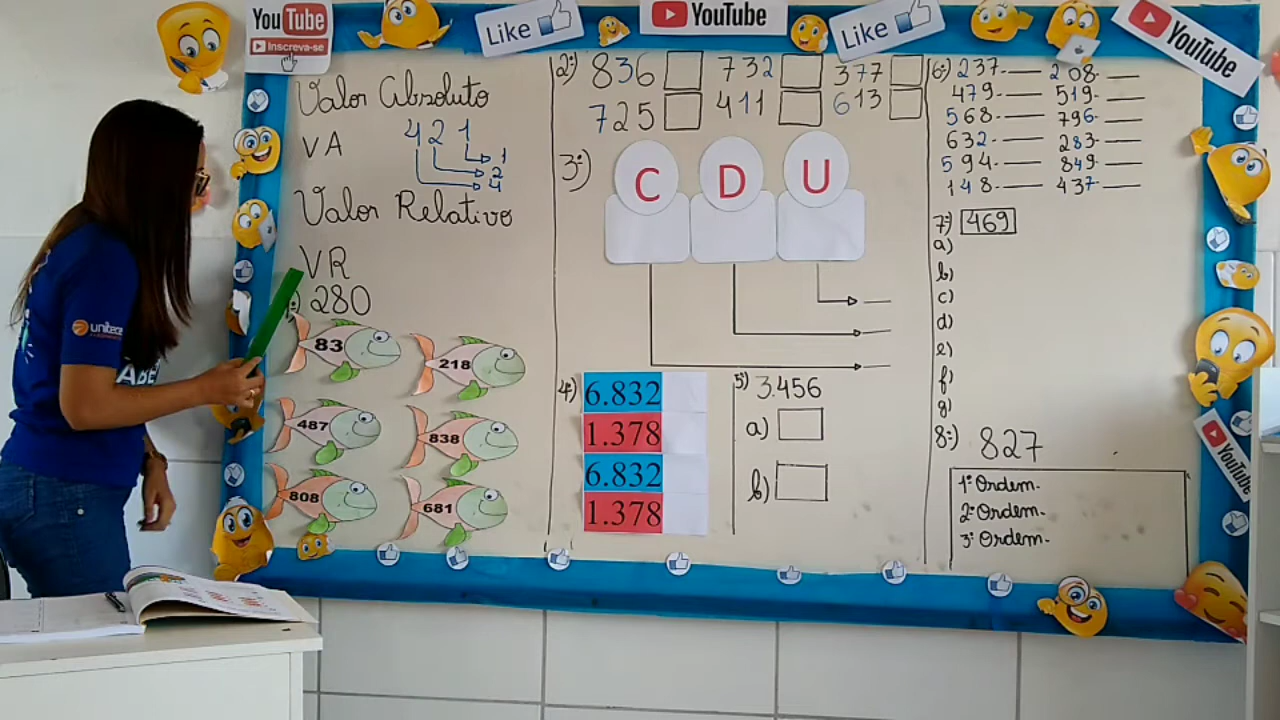 You Tube
Inscreva-se
Like
YouTube
Like
YouTube
Valor Absoluto
VA
421
1
2
4
Valor Relativo
VR
280
83
218
487
838
808
681
2º) 836 732 377
725 411 613
3º)
C D U
4º) 6.832
1.378
6.832
1.378
5º) 3.456
a)
b)
6º) 237- 208-
479- 519-
568- 796-
632- 283-
594- 849-
148- 437-
7º) 469
a)
b)
c)
d)
e)
f)
g)
8º) 827
1ª Ordem-
2ª Ordem-
3ª Ordem-
YouTube